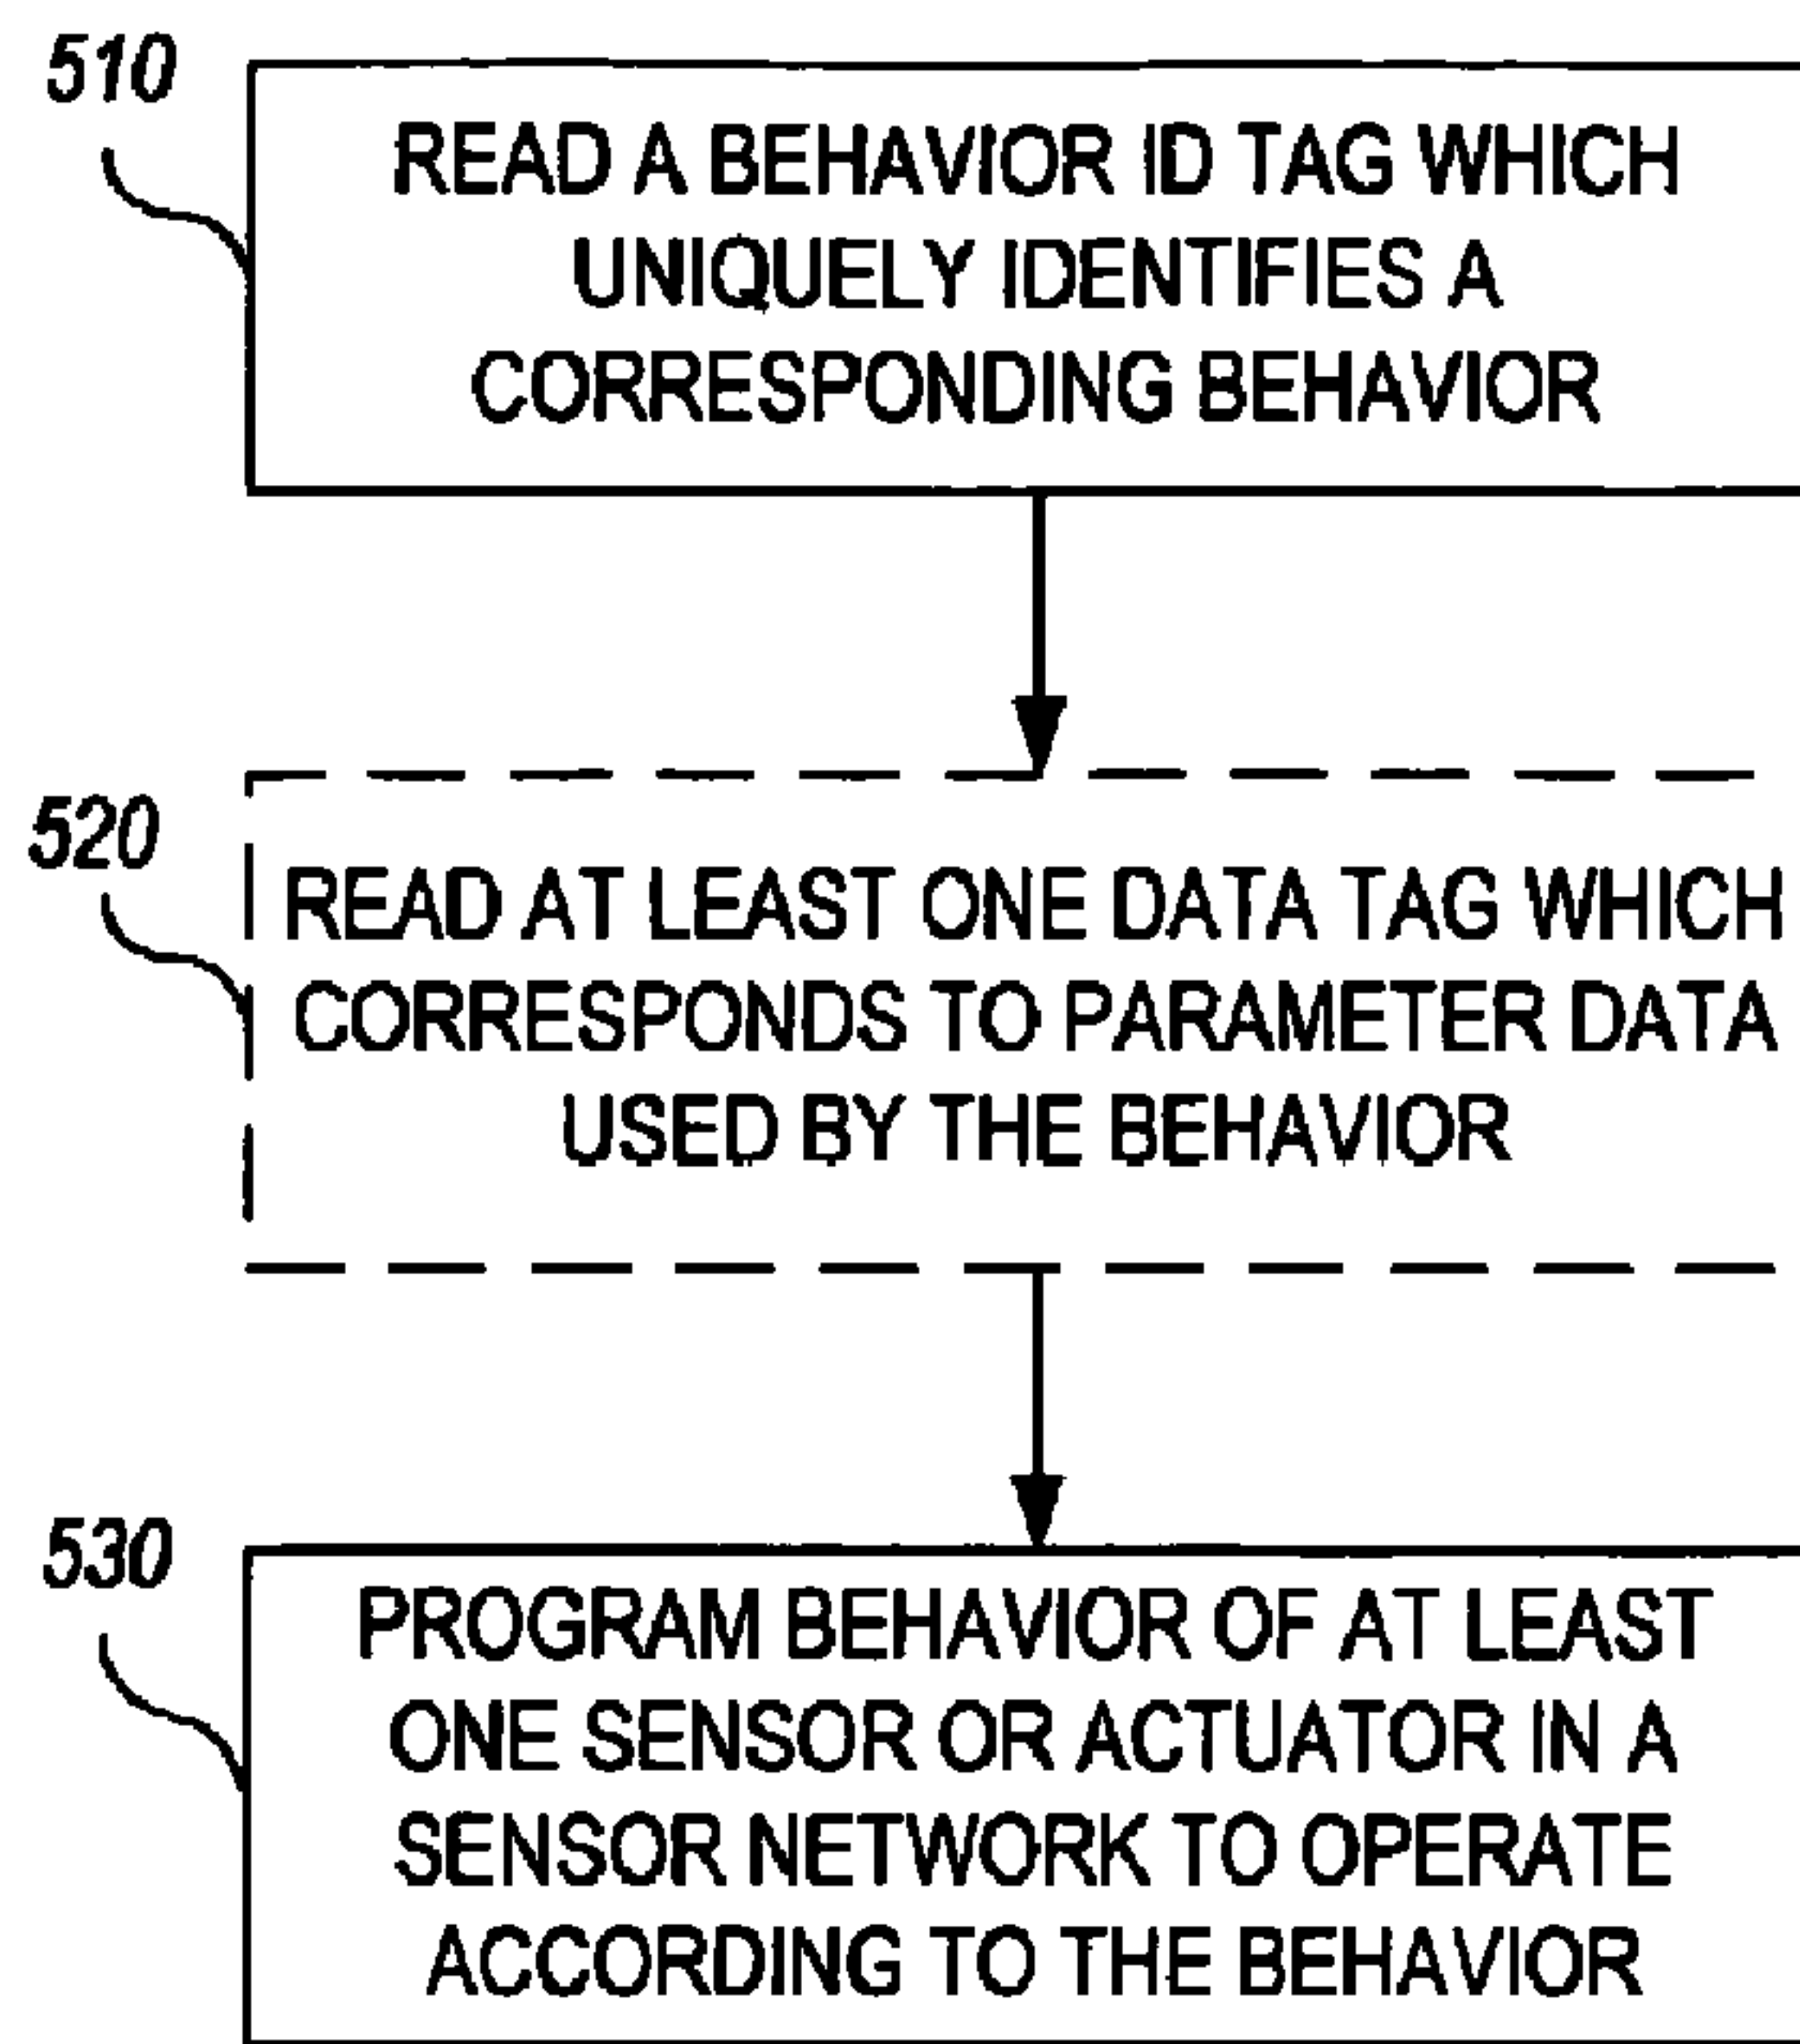 510
READ A BEHAVIOR ID TAG WHICH
UNIQUELY IDENTIFIES A
CORRESPONDING BEHAVIOR
520
READ AT LEAST ONE DATA TAG WHICH
CORRESPONDS TO PARAMETER DATA
USED BY THE BEHAVIOR
530
PROGRAM BEHAVIOR OF AT LEAST
ONE SENSOR OR ACTUATOR IN A
SENSOR NETWORK TO OPERATE
ACCORDING TO THE BEHAVIOR